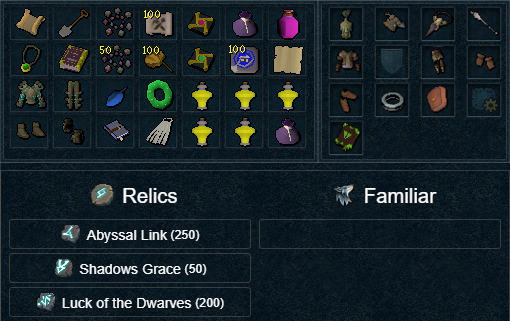 100
50 100 100
Relics Familiar
Abyssal Link (250)
Shadows Grace (50)
Luck of the Dwarves (200)